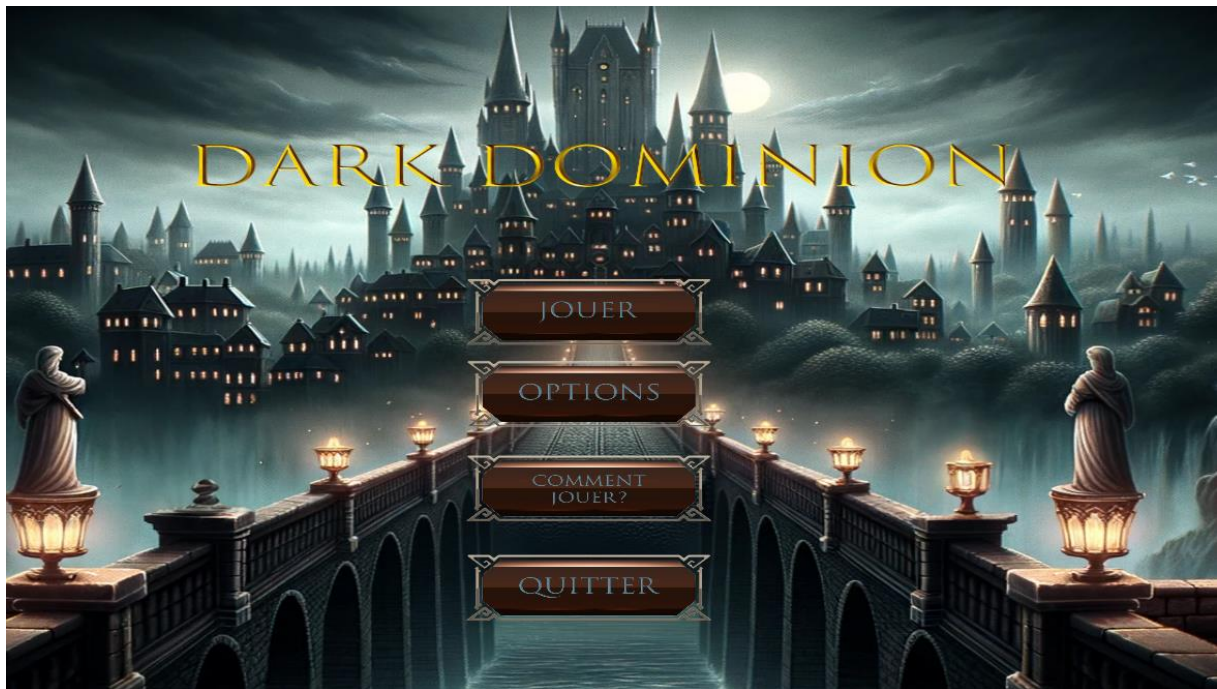 DARK DOMINION
JOUER
OPTIONS
COMMENT
JOUER?
QUITTER